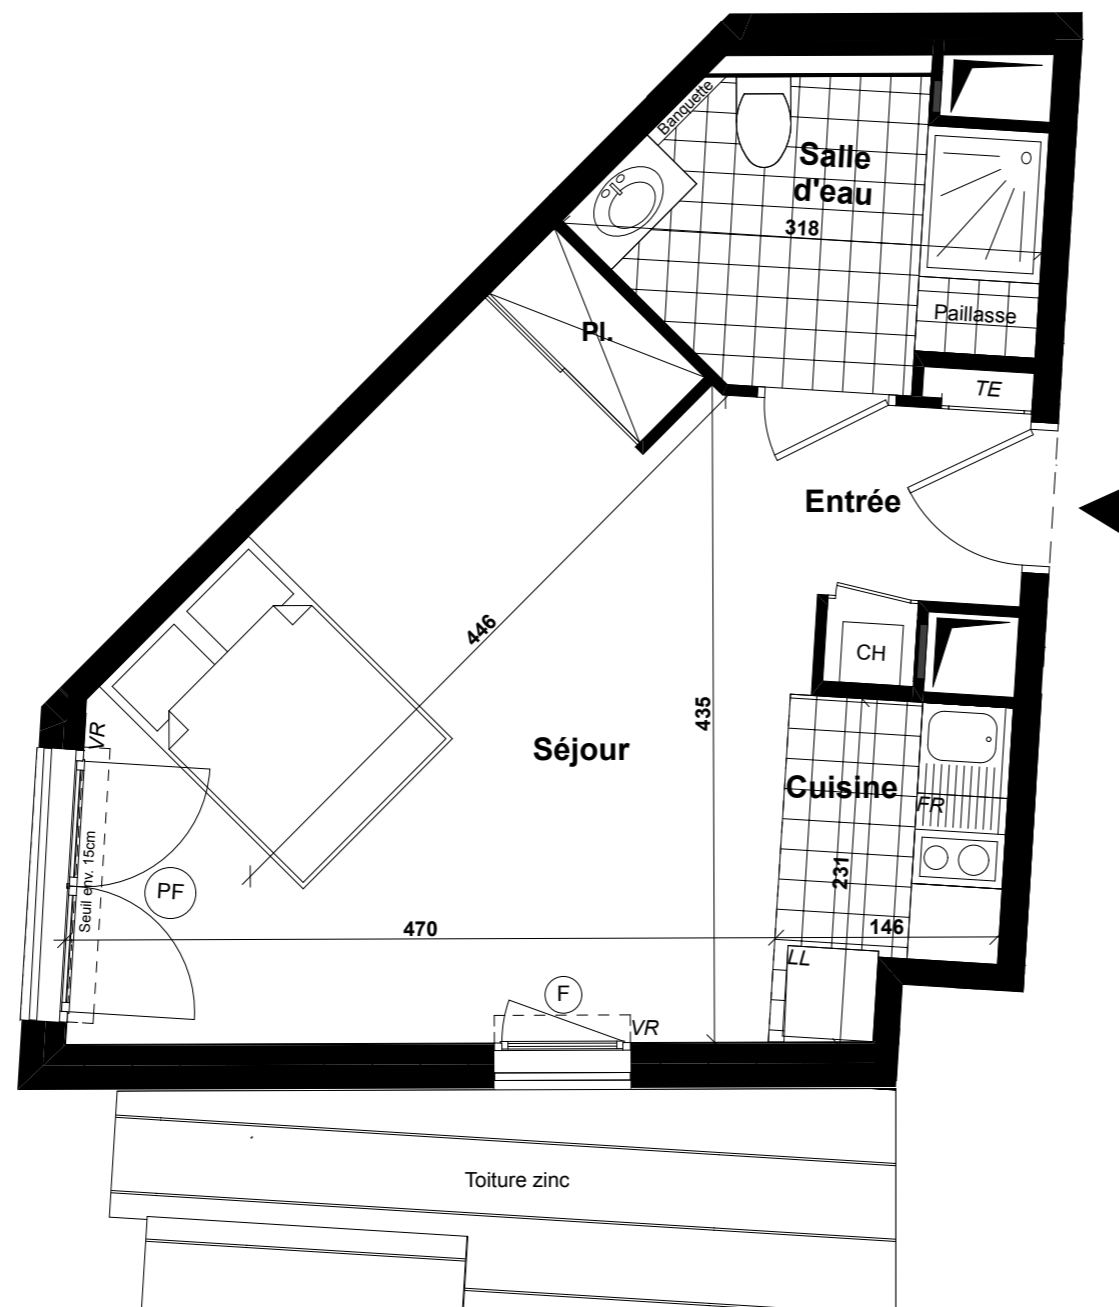 Banquette
Salle
d'eau
318
Paillasse
Pl.
TE
Entrée
446
CH
435
VR
Séjour
Cuisine
FR
Seuil env. 15cm
PF
231
470
146
LL
F
VR
Toiture zinc